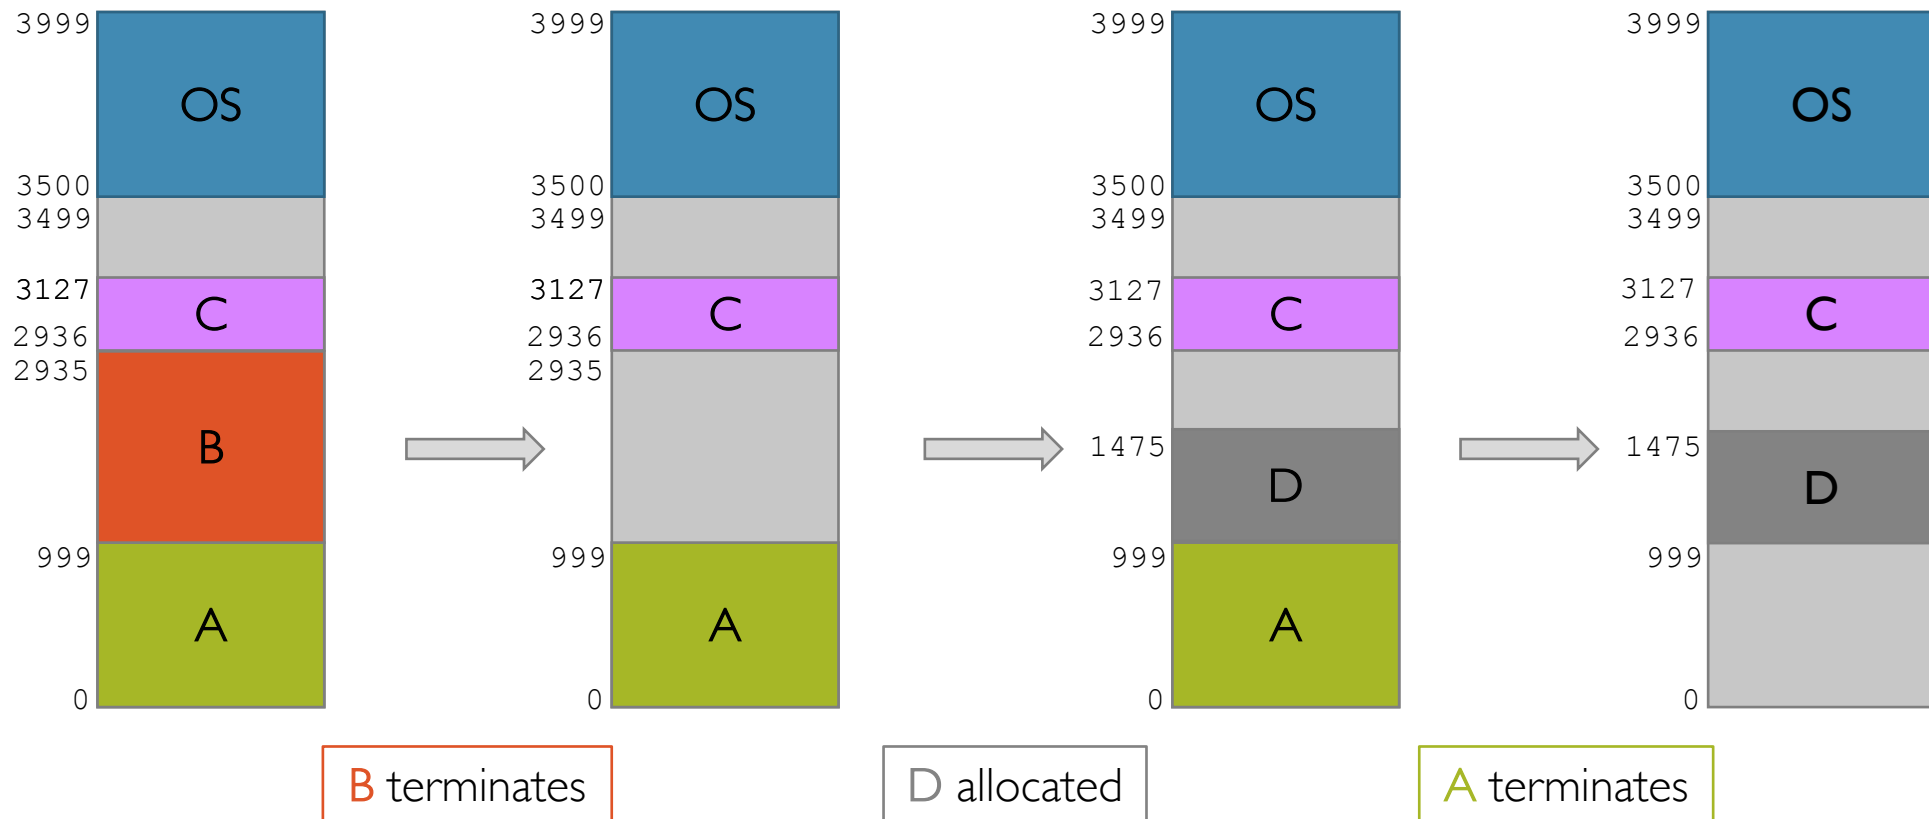 3999
OS
3500
3499
3127
C
2936
2935
B
999
A
0
3999
OS
3500
3499
3127
C
2936
2935
999
A
0
3999
OS
3500
3499
3127
C
2936
1475
D
999
A
0
3999
OS
3500
3499
3127
C
2936
1475
D
999
0
B terminates
D allocated
A terminates